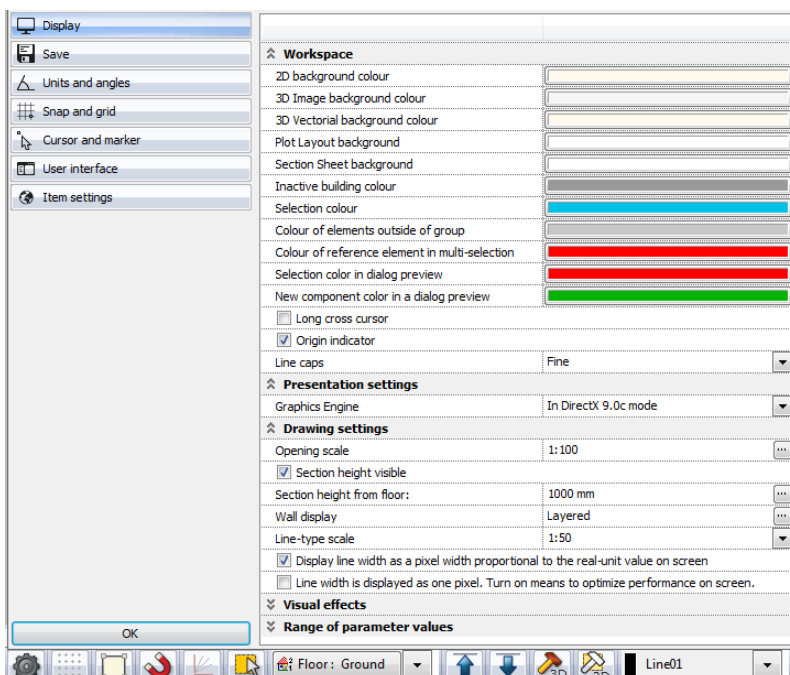 Display
Save
Units and angles
Snap and grid
Cursor and marker
User interface
Item settings
OK
Workspace
2D background colour
3D Image background colour
3D Vectorial background colour
Plot Layout background
Section Sheet background
Inactive building colour
Selection colour
Colour of elements outside of group
Colour of reference element in multi-selection
Selection color in dialog preview
New component color in a dialog preview
Long cross cursor
Origin indicator
Line caps Fine
Presentation settings
Graphics Engine In DirectX 9.0c mode
Drawing settings
Opening scale 1:100 ...
Section height visible
Section height from floor: 1000 mm ...
Wall display Layered ...
Line-type scale 1:50
Display line width as a pixel width proportional to the real-unit value on screen
Line width is displayed as one pixel. Turn on means to optimize performance on screen.
Visual effects
Range of parameter values
Floor : Ground 3D 2D Line01